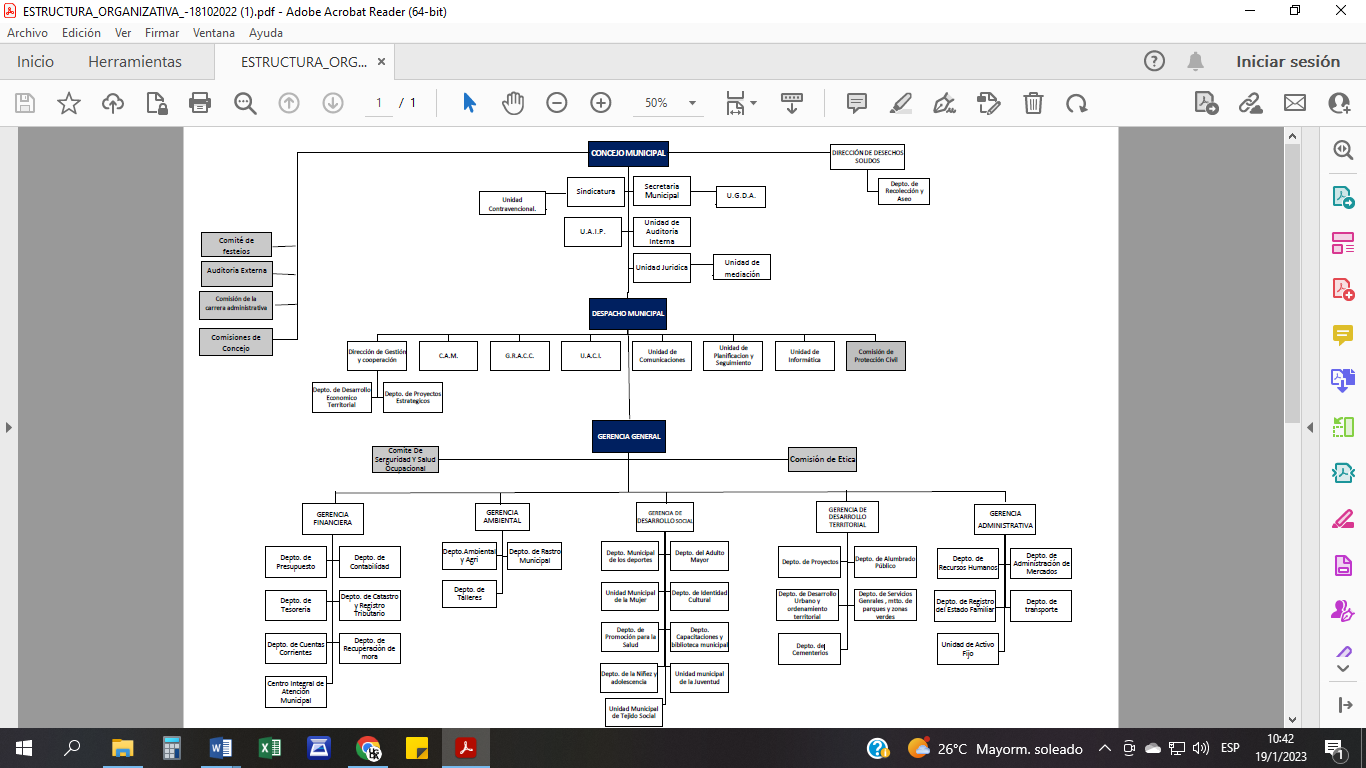 ESTRUCTURA_ORGANIZATIVA_-18102022 (1).pdf - Adobe Acrobat Reader (64-bit)
Archivo Edición Ver Firmar Ventana Ayuda
Inicio Herramientas ESTRUCTURA_ORG... Iniciar sesión
1 / 1 50%
CONCEJO MUNICIPAL
DIRECCIÓN DE DESECHOS
SOLIDOS
Depto. de
Recolección y
Aseo
Sindicatura
Secretaria
Municipal
Unidad
Contravencional.
U.G.D.A.
U.A.I.P.
Unidad de
Auditoria
Interna
Unidad Juridica
Unidad de
mediación
Comité de
festeios
Auditoria Externa
Comisión de la
carrera administrativa
Comisiones de
Concejo
DESPACHO MUNICIPAL
Dirección de Gestión
y cooperación
C.A.M.
G.R.A.C.C.
U.A.C.I.
Unidad de
Comunicaciones
Unidad de
Planificacion y
Seguimiento
Unidad de
Informática
Comisión de
Protección Civil
Depto. de Desarrollo
Economico
Territorial
Depto. de Proyectos
Estrategicos
GERENCIA GENERAL
Comite De
Serguridad Y Salud
Ocupacional
Comisión de Etica
GERENCIA
FINANCIERA
GERENCIA
AMBIENTAL
GERENCIA DE
DESARROLLO SOCIAL
GERENCIA DE
DESARROLLO
TERRITORIAL
GERENCIA
ADMINISTRATIVA
Depto. de
Presupuesto
Depto. de
Contabilidad
Depto. de
Tesoreria
Depto. de Catastro
y Registro
Tributario
Depto. de Cuentas
Corrientes
Depto. de
Recuperación de
mora
Centro Integral de
Atención
Municipal
Depto.Ambiental
y Agri
Depto. de Rastro
Municipal
Depto. de
Talleres
Depto. Municipal
de los deportes
Depto. del Adulto
Mayor
Unidad Municipal
de la Mujer
Depto. de Identidad
Cultural
Depto. de
Promoción para la
Salud
Depto.
Capacitaciones y
biblioteca municipal
Depto. de la Niñez y
adolescencia
Unidad municipal
de la Juventud
Unidad Municipal
de Tejido Social
Depto. de Proyectos
Depto. de Alumbrado
Público
Depto. de Desarrollo
Urbano y
ordenamiento
territorial
Depto. de Servicios
Genrales , mto. de
parques y zonas
verdes
Depto. de
Cementerios
Depto. de
Recursos Humanos
Depto. de
Administración de
Mercados
Depto. de Registro
del Estado Familiar
Depto. de
transporte
Unidad de Activo
Fijo
26°C Mayorm. soleado ESP
10:42
19/1/2023
1